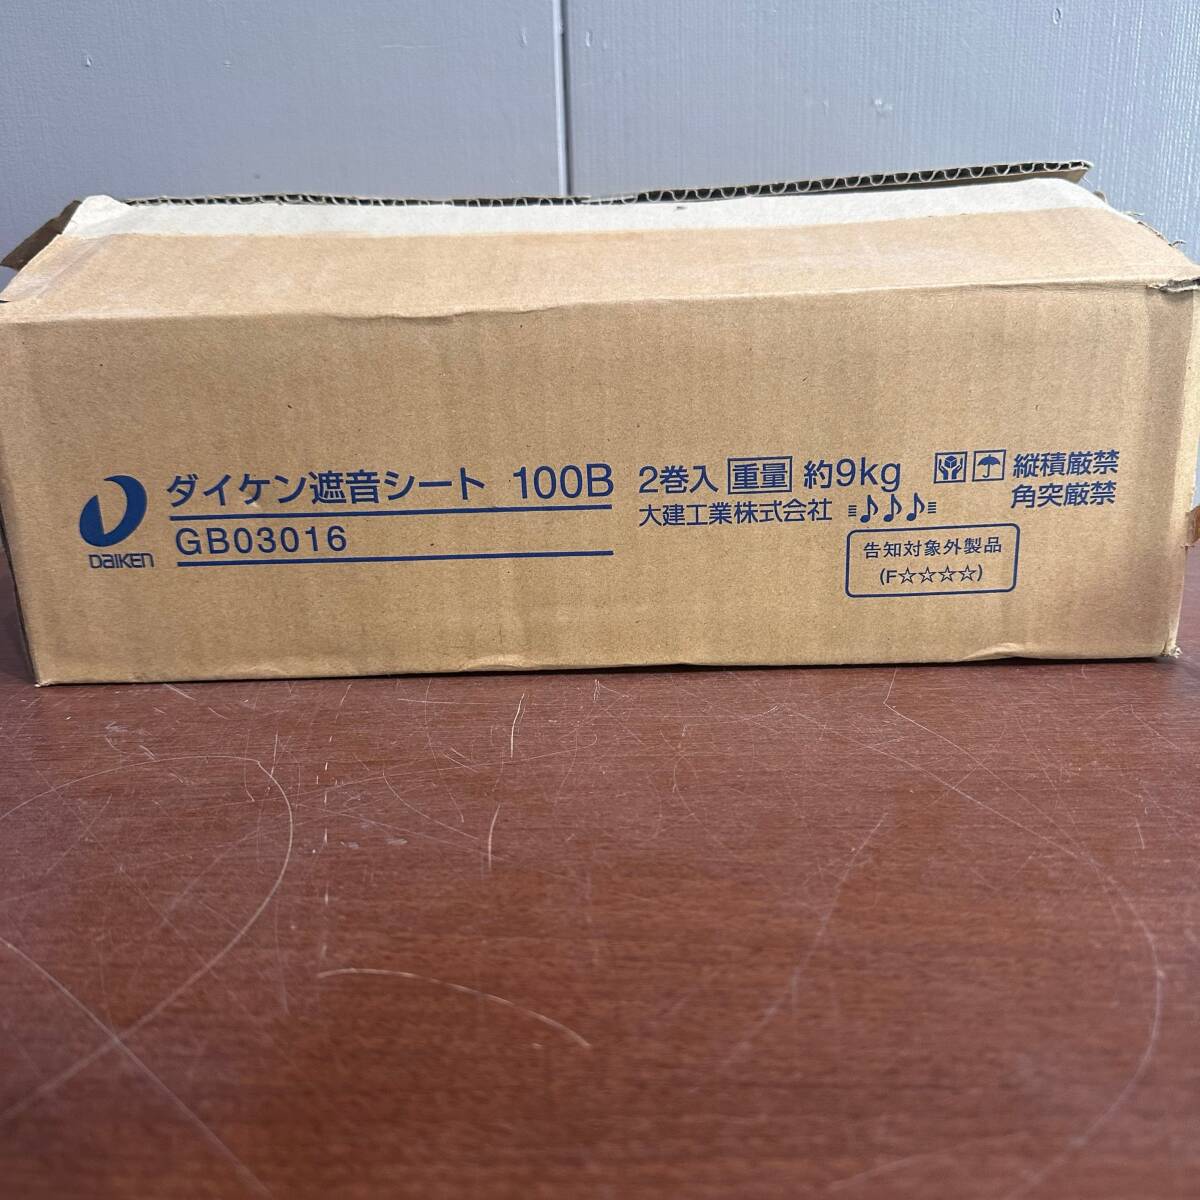 DAIKEN
ダイケン遮音シート 100B
GB03016
2巻入 重量 約9kg
大建工業株式会社
縦積厳禁
角突厳禁
告知対象外製品
(F☆☆☆☆)